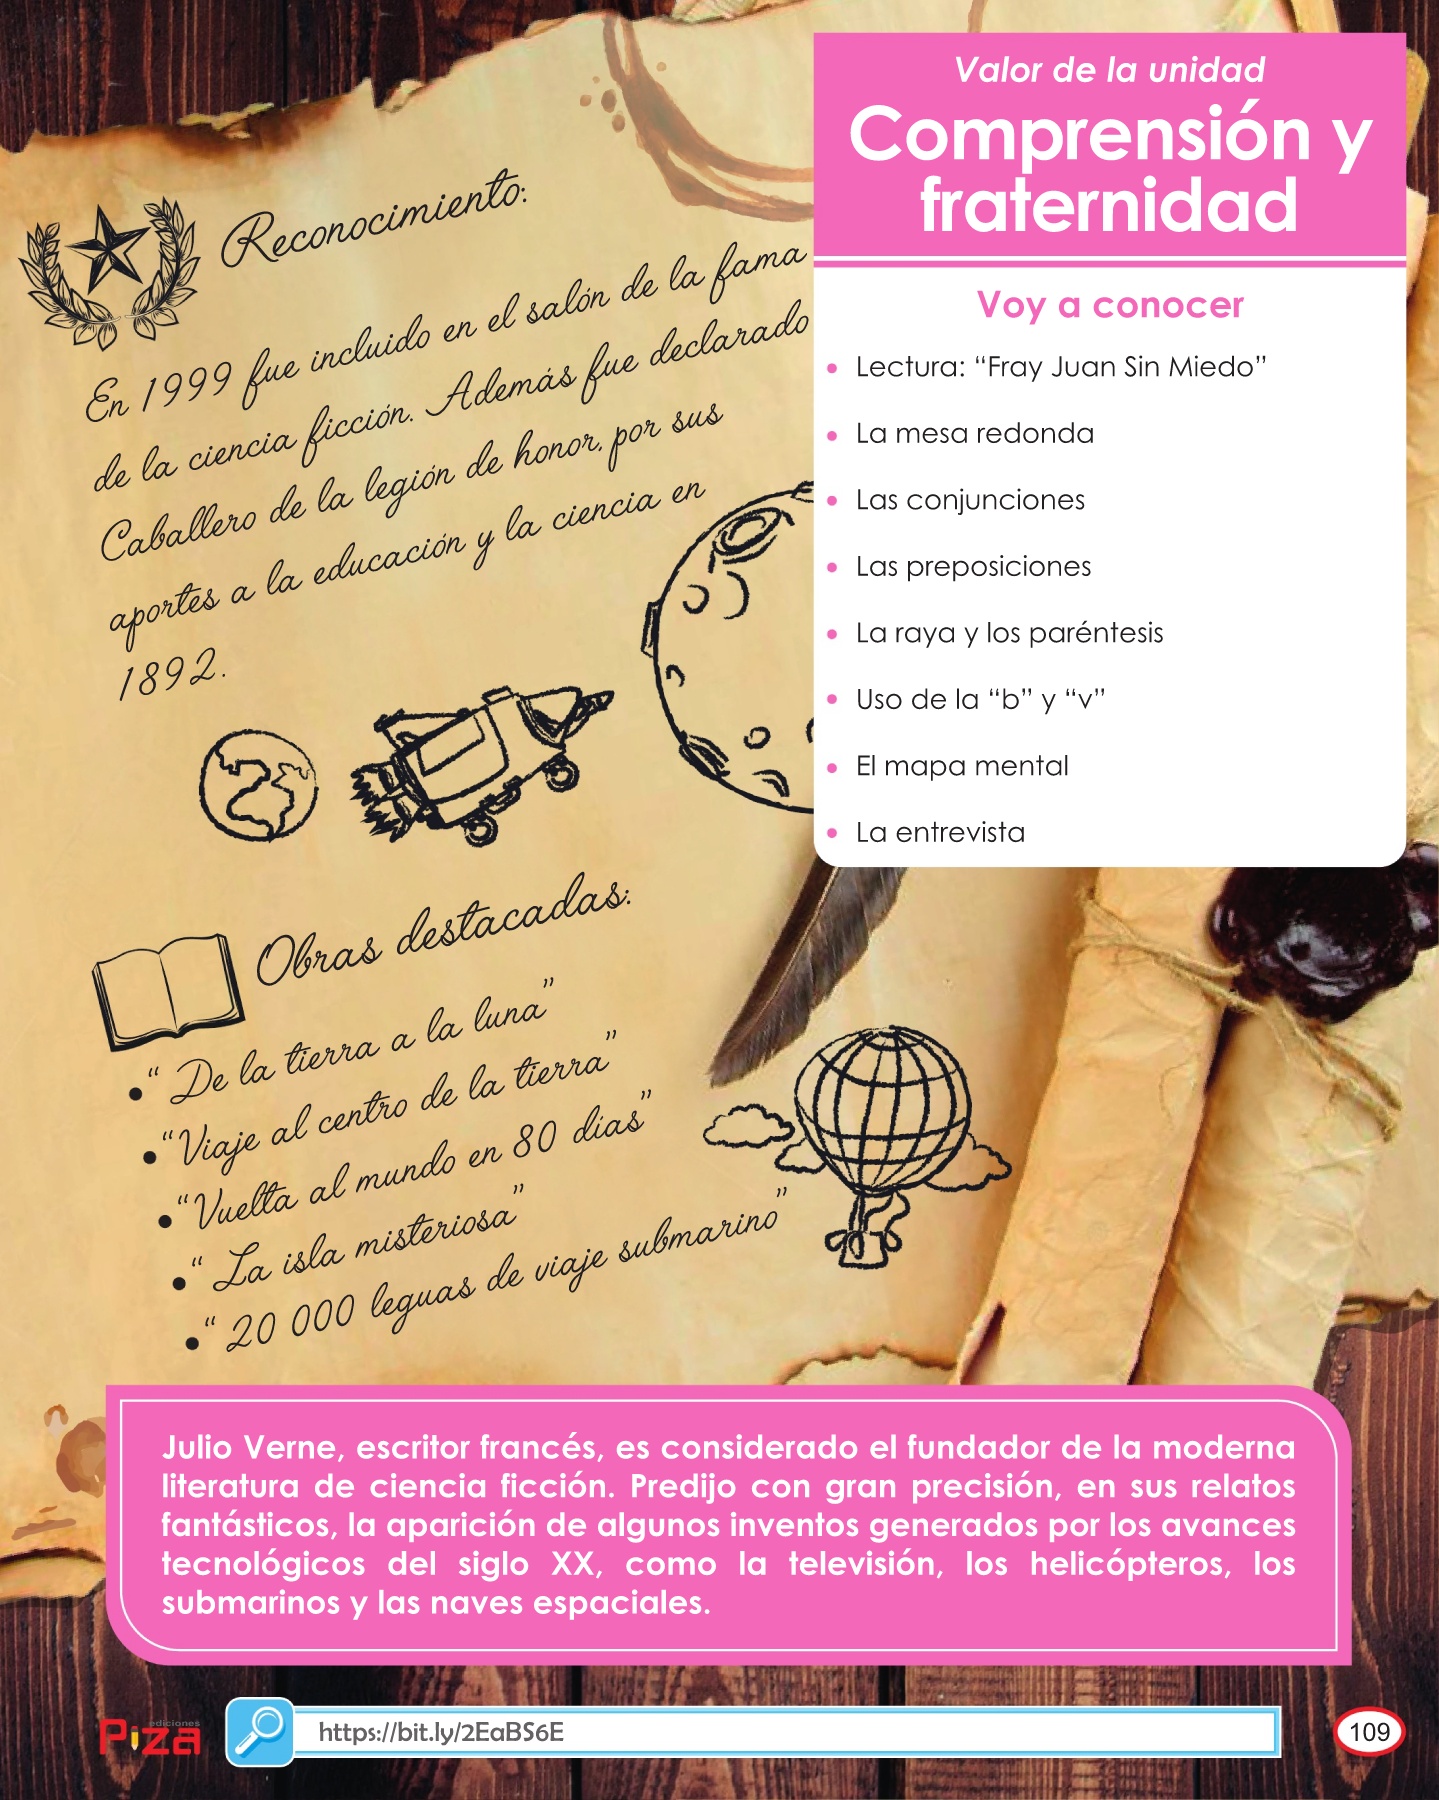 Valor de la unidad
Comprensión y
fraternidad
Voy a conocer
• Lectura: “Fray Juan Sin Miedo”
• La mesa redonda
• Las conjunciones
• Las preposiciones
• La raya y los paréntesis
• Uso de la “b” y “v”
• El mapa mental
• La entrevista
Reconocimiento:
En 1999 fue incluido en el salón de la fama
de la ciencia ficción. Además fue declarado
Caballero de la legión de honor, por sus
aportes a la educación y la ciencia en
1892.
Obras destacadas:
•“ De la tierra a la luna”
•“Viaje al centro de la tierra”
•“Vuelta al mundo en 80 días”
•“ La isla misteriosa”
•“ 20 000 leguas de viaje submarino”
Julio Verne, escritor francés, es considerado el fundador de la moderna
literatura de ciencia ficción. Predijo con gran precisión, en sus relatos
fantásticos, la aparición de algunos inventos generados por los avances
tecnológicos del siglo XX, como la televisión, los helicópteros, los
submarinos y las naves espaciales.
ediciones
Piza
https://bit.ly/2EaBS6E
109